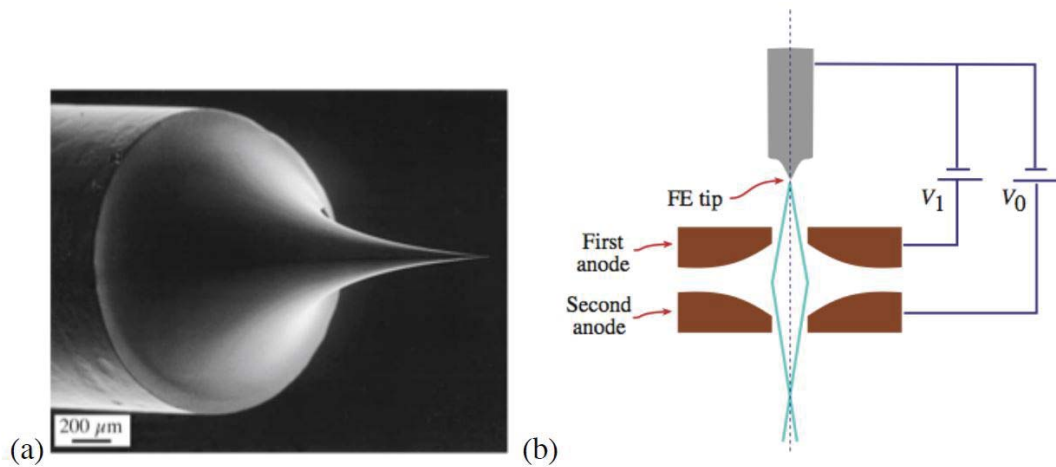 200 μm
(a)
FE tip
First
anode
Second
anode
V1
V0
(b)